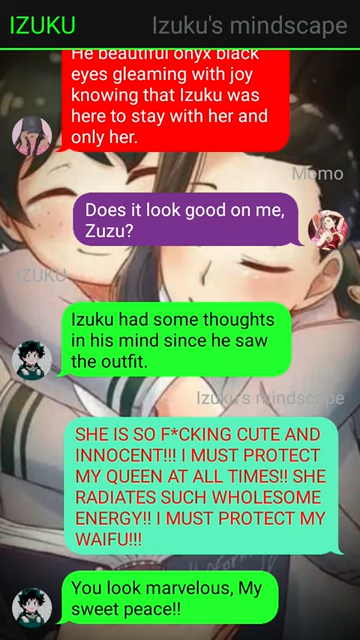 IZUKU
Izuku's mindscape
He beautiful onyx black
eyes gleaming with joy
knowing that Izuku was
here to stay with her and
only her.
Momo
Does it look good on me,
Zuzu?
IZUKU
Izuku had some thoughts
in his mind since he saw
the outfit.
Izuku's mindscape
SHE IS SO F*CKING CUTE AND
INNOCENT!!! I MUST PROTECT
MY QUEEN AT ALL TIMES!! SHE
RADIATES SUCH WHOLESOME
ENERGY!! I MUST PROTECT MY
WAIFU!!!
You look marvelous, My
sweet peace!!